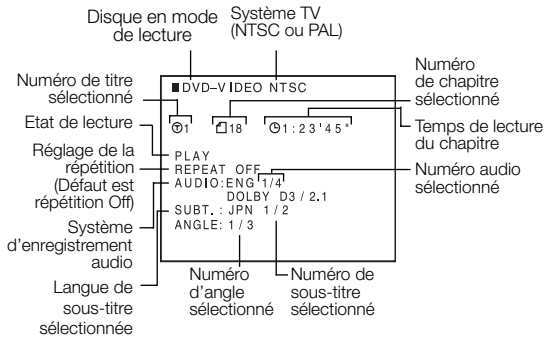 Disque en mode
de lecture
Système TV
(NTSC ou PAL)
Numéro de titre
sélectionné
Etat de lecture
Réglage de la
répétition
(Défaut est
répétition Off)
Système
d'enregistrement
audio
Langue de
sous-titre
sélectionnée
DVD–VIDEO NTSC
T1 18 1:23'45"
PLAY
REPEAT OFF
AUDIO:ENG 1/4
DOLBY D3/2.1
SUBT.: JPN 1/2
ANGLE: 1/3
Numéro
de chapitre
sélectionné
Temps de lecture
du chapitre
Numéro audio
sélectionné
Numéro
d'angle
sélectionné
Numéro de
sous-titre
sélectionné